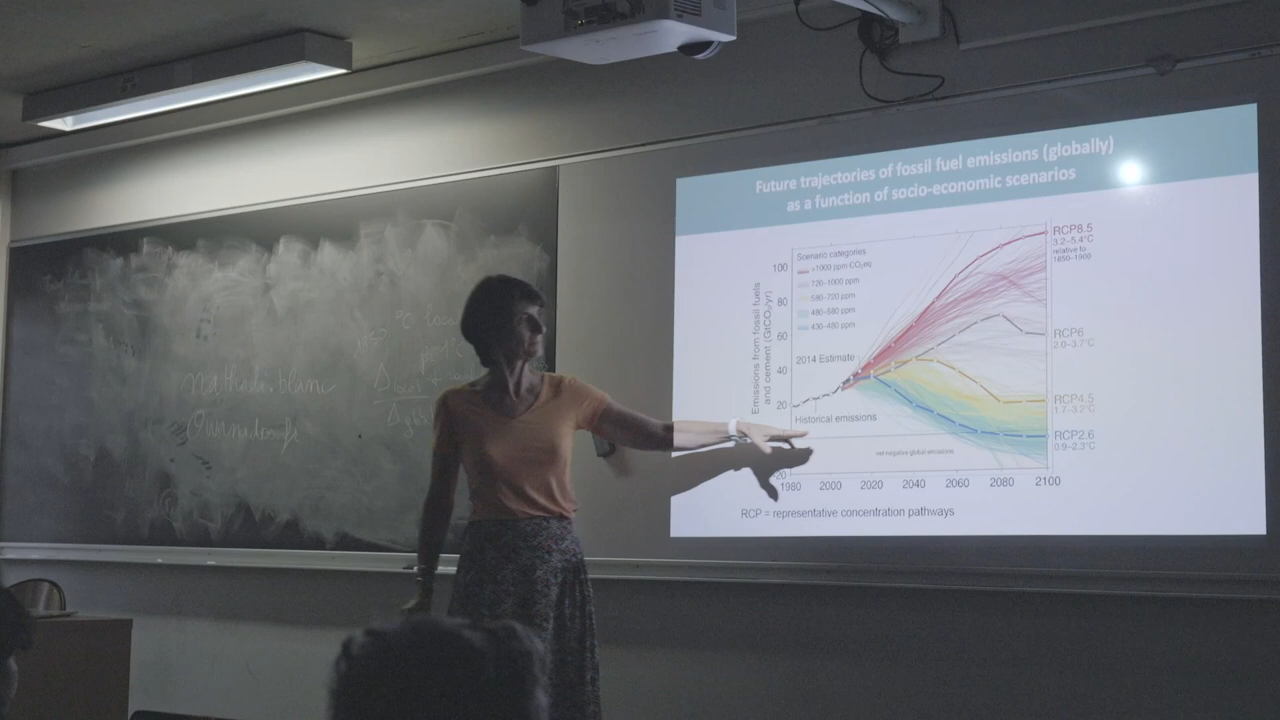 Future trajectories of fossil fuel emissions (globally)
as a function of socio-economic scenarios
Scenario categories
>1000 ppm CO₂eq
720–1000 ppm
580–720 ppm
480–580 ppm
430–480 ppm
Emissions from fossil fuels
and cement (GtCO₂/yr)
100
80
60
40
20
20
2014 Estimate
Historical emissions
net negative global emissions
RCP8.5
3.2–5.4°C
relative to
1850–1900
RCP6
2.0–3.7°C
RCP4.5
1.7–3.2°C
RCP2.6
0.9–2.3°C
1980 2000 2020 2040 2060 2080 2100
RCP = representative concentration pathways
°C